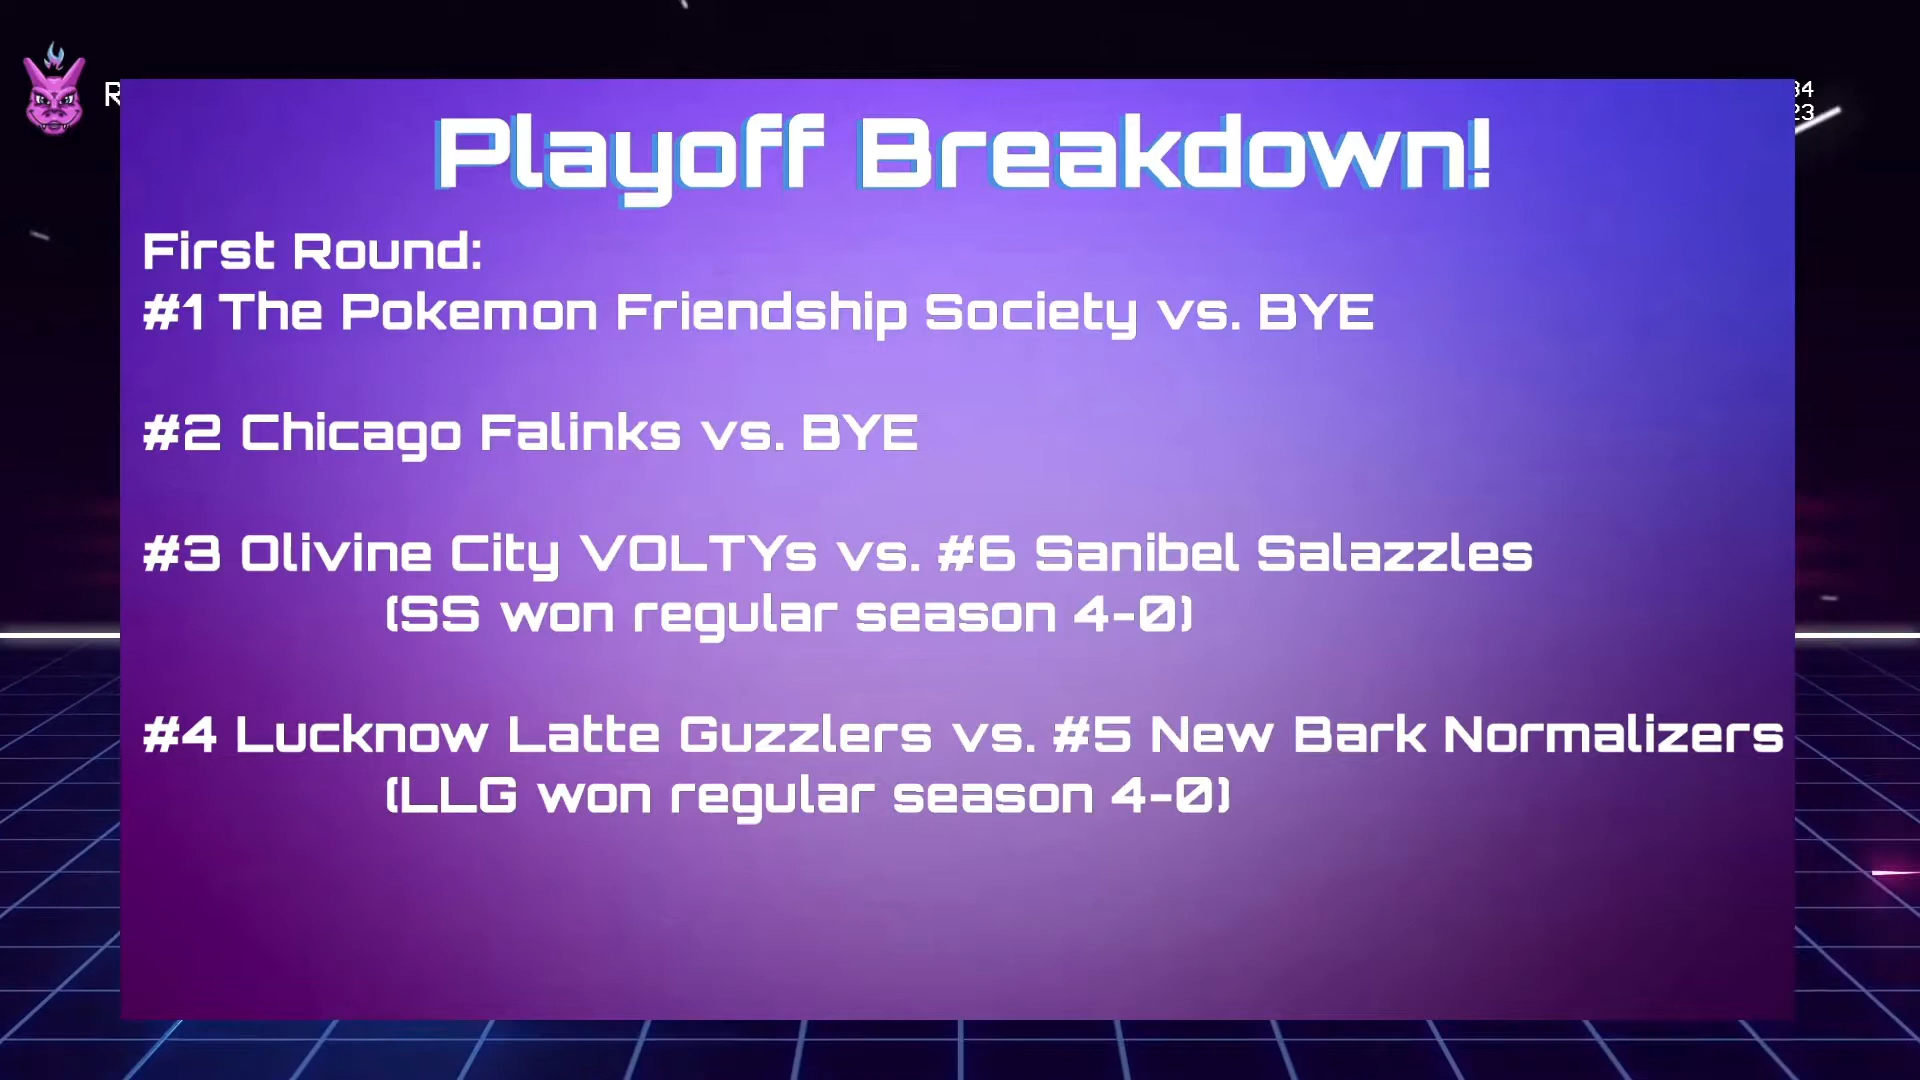 Playoff Breakdown!
First Round:
#1 The Pokemon Friendship Society vs. BYE
#2 Chicago Falinks vs. BYE
#3 Olivine City VOLTYs vs. #6 Sanibel Salazzles
(SS won regular season 4-0)
#4 Lucknow Latte Guzzlers vs. #5 New Bark Normalizers
(LLG won regular season 4-0)